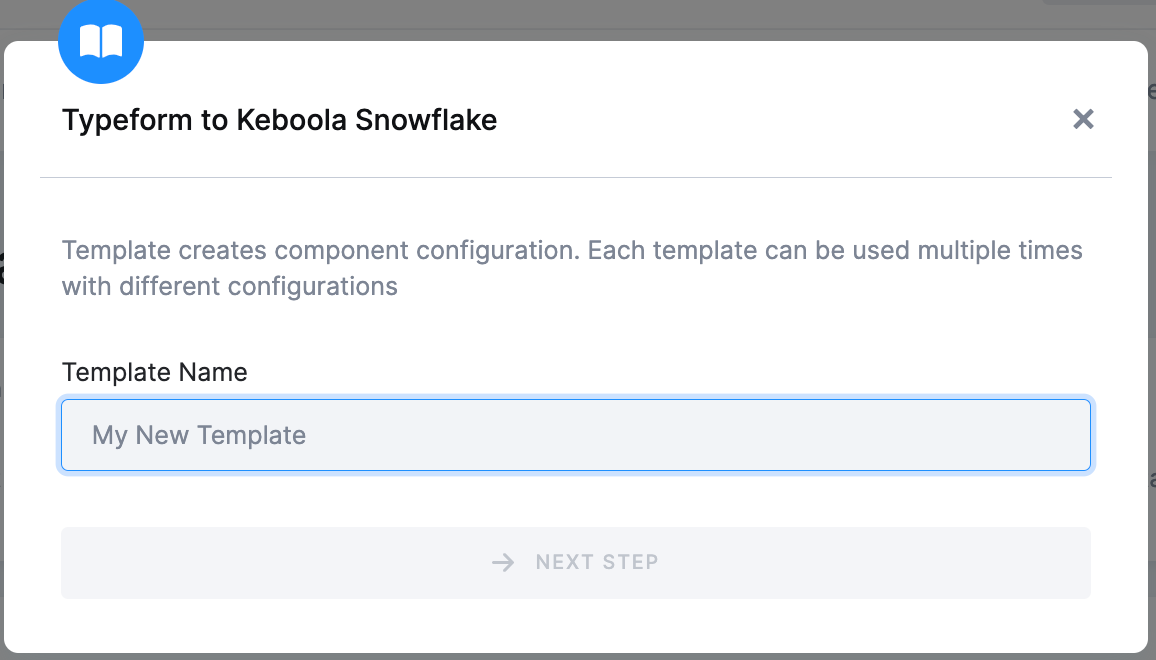 Typeform to Keboola Snowflake
Template creates component configuration. Each template can be used multiple times
with different configurations
Template Name
My New Template
NEXT STEP